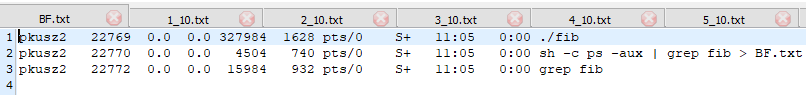 BF.txt 1_10.txt 2_10.txt 3_10.txt 4_10.txt 5_10.txt
1 pkusz2 22769 0.0 0.0 327984 1628 pts/0 S+ 11:05 0:00 ./fib
2 pkusz2 22770 0.0 0.0 4504 740 pts/0 S+ 11:05 0:00 sh -c ps -aux | grep fib > BF.txt
3 pkusz2 22772 0.0 0.0 15984 932 pts/0 S+ 11:05 0:00 grep fib
4